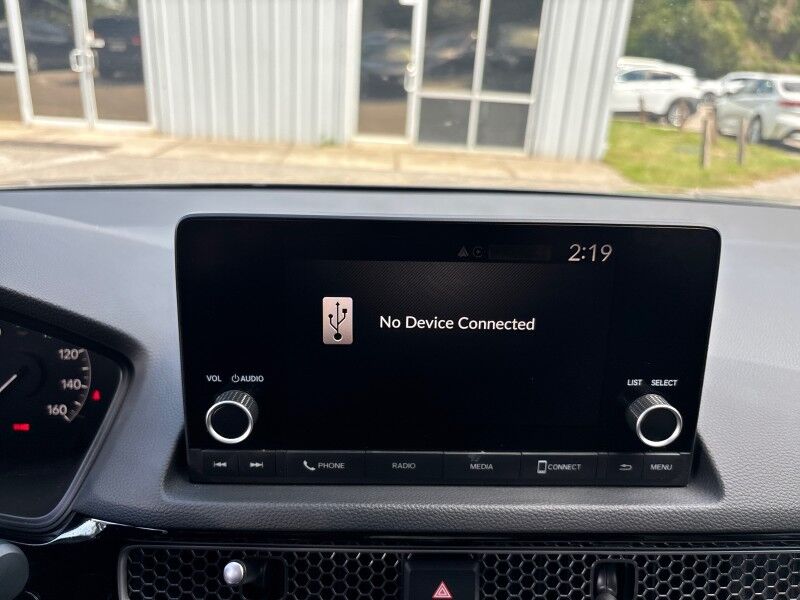 2:19
No Device Connected
VOL AUDIO
LIST SELECT
PHONE RADIO MEDIA CONNECT MENU
120
140
160